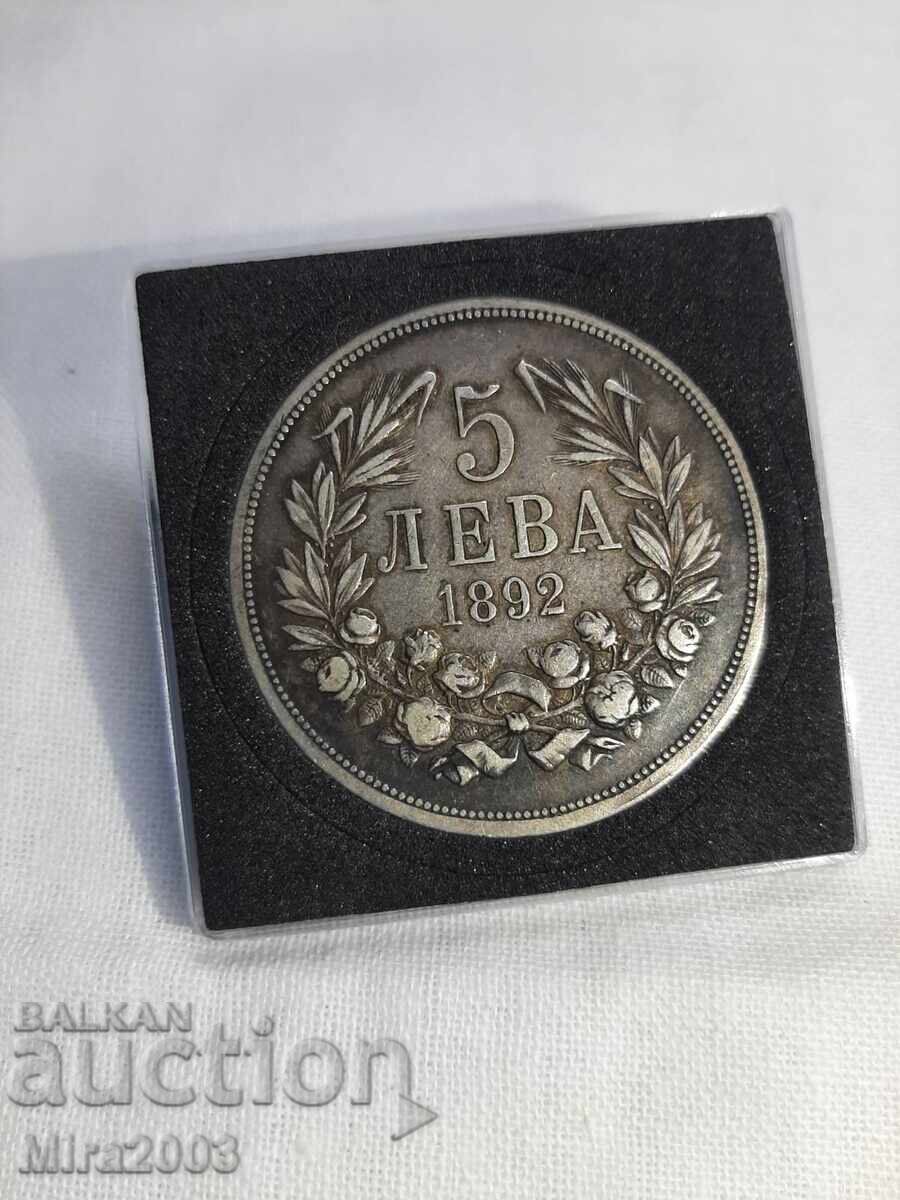 5
ЛЕВА
1892
BALKAN
auction
Mira2003